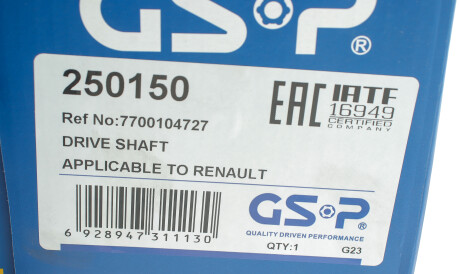 GSP®
250150
EAC IATF
16949
CERTIFIED
COMPANY
Ref No:7700104727
DRIVE SHAFT
APPLICABLE TO RENAULT
6 928947 311130
GSP®
QUALITY DRIVEN PERFORMANCE
QTY:1
G23